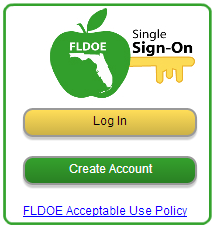 FLDOE
Single
Sign-On
Log In
Create Account
FLDOE Acceptable Use Policy